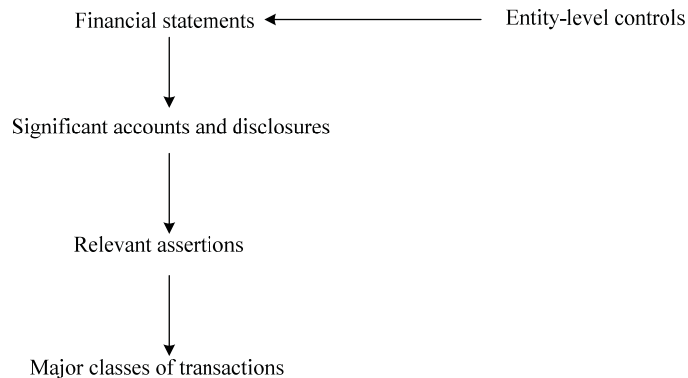 Financial statements
Entity-level controls
Significant accounts and disclosures
Relevant assertions
Major classes of transactions